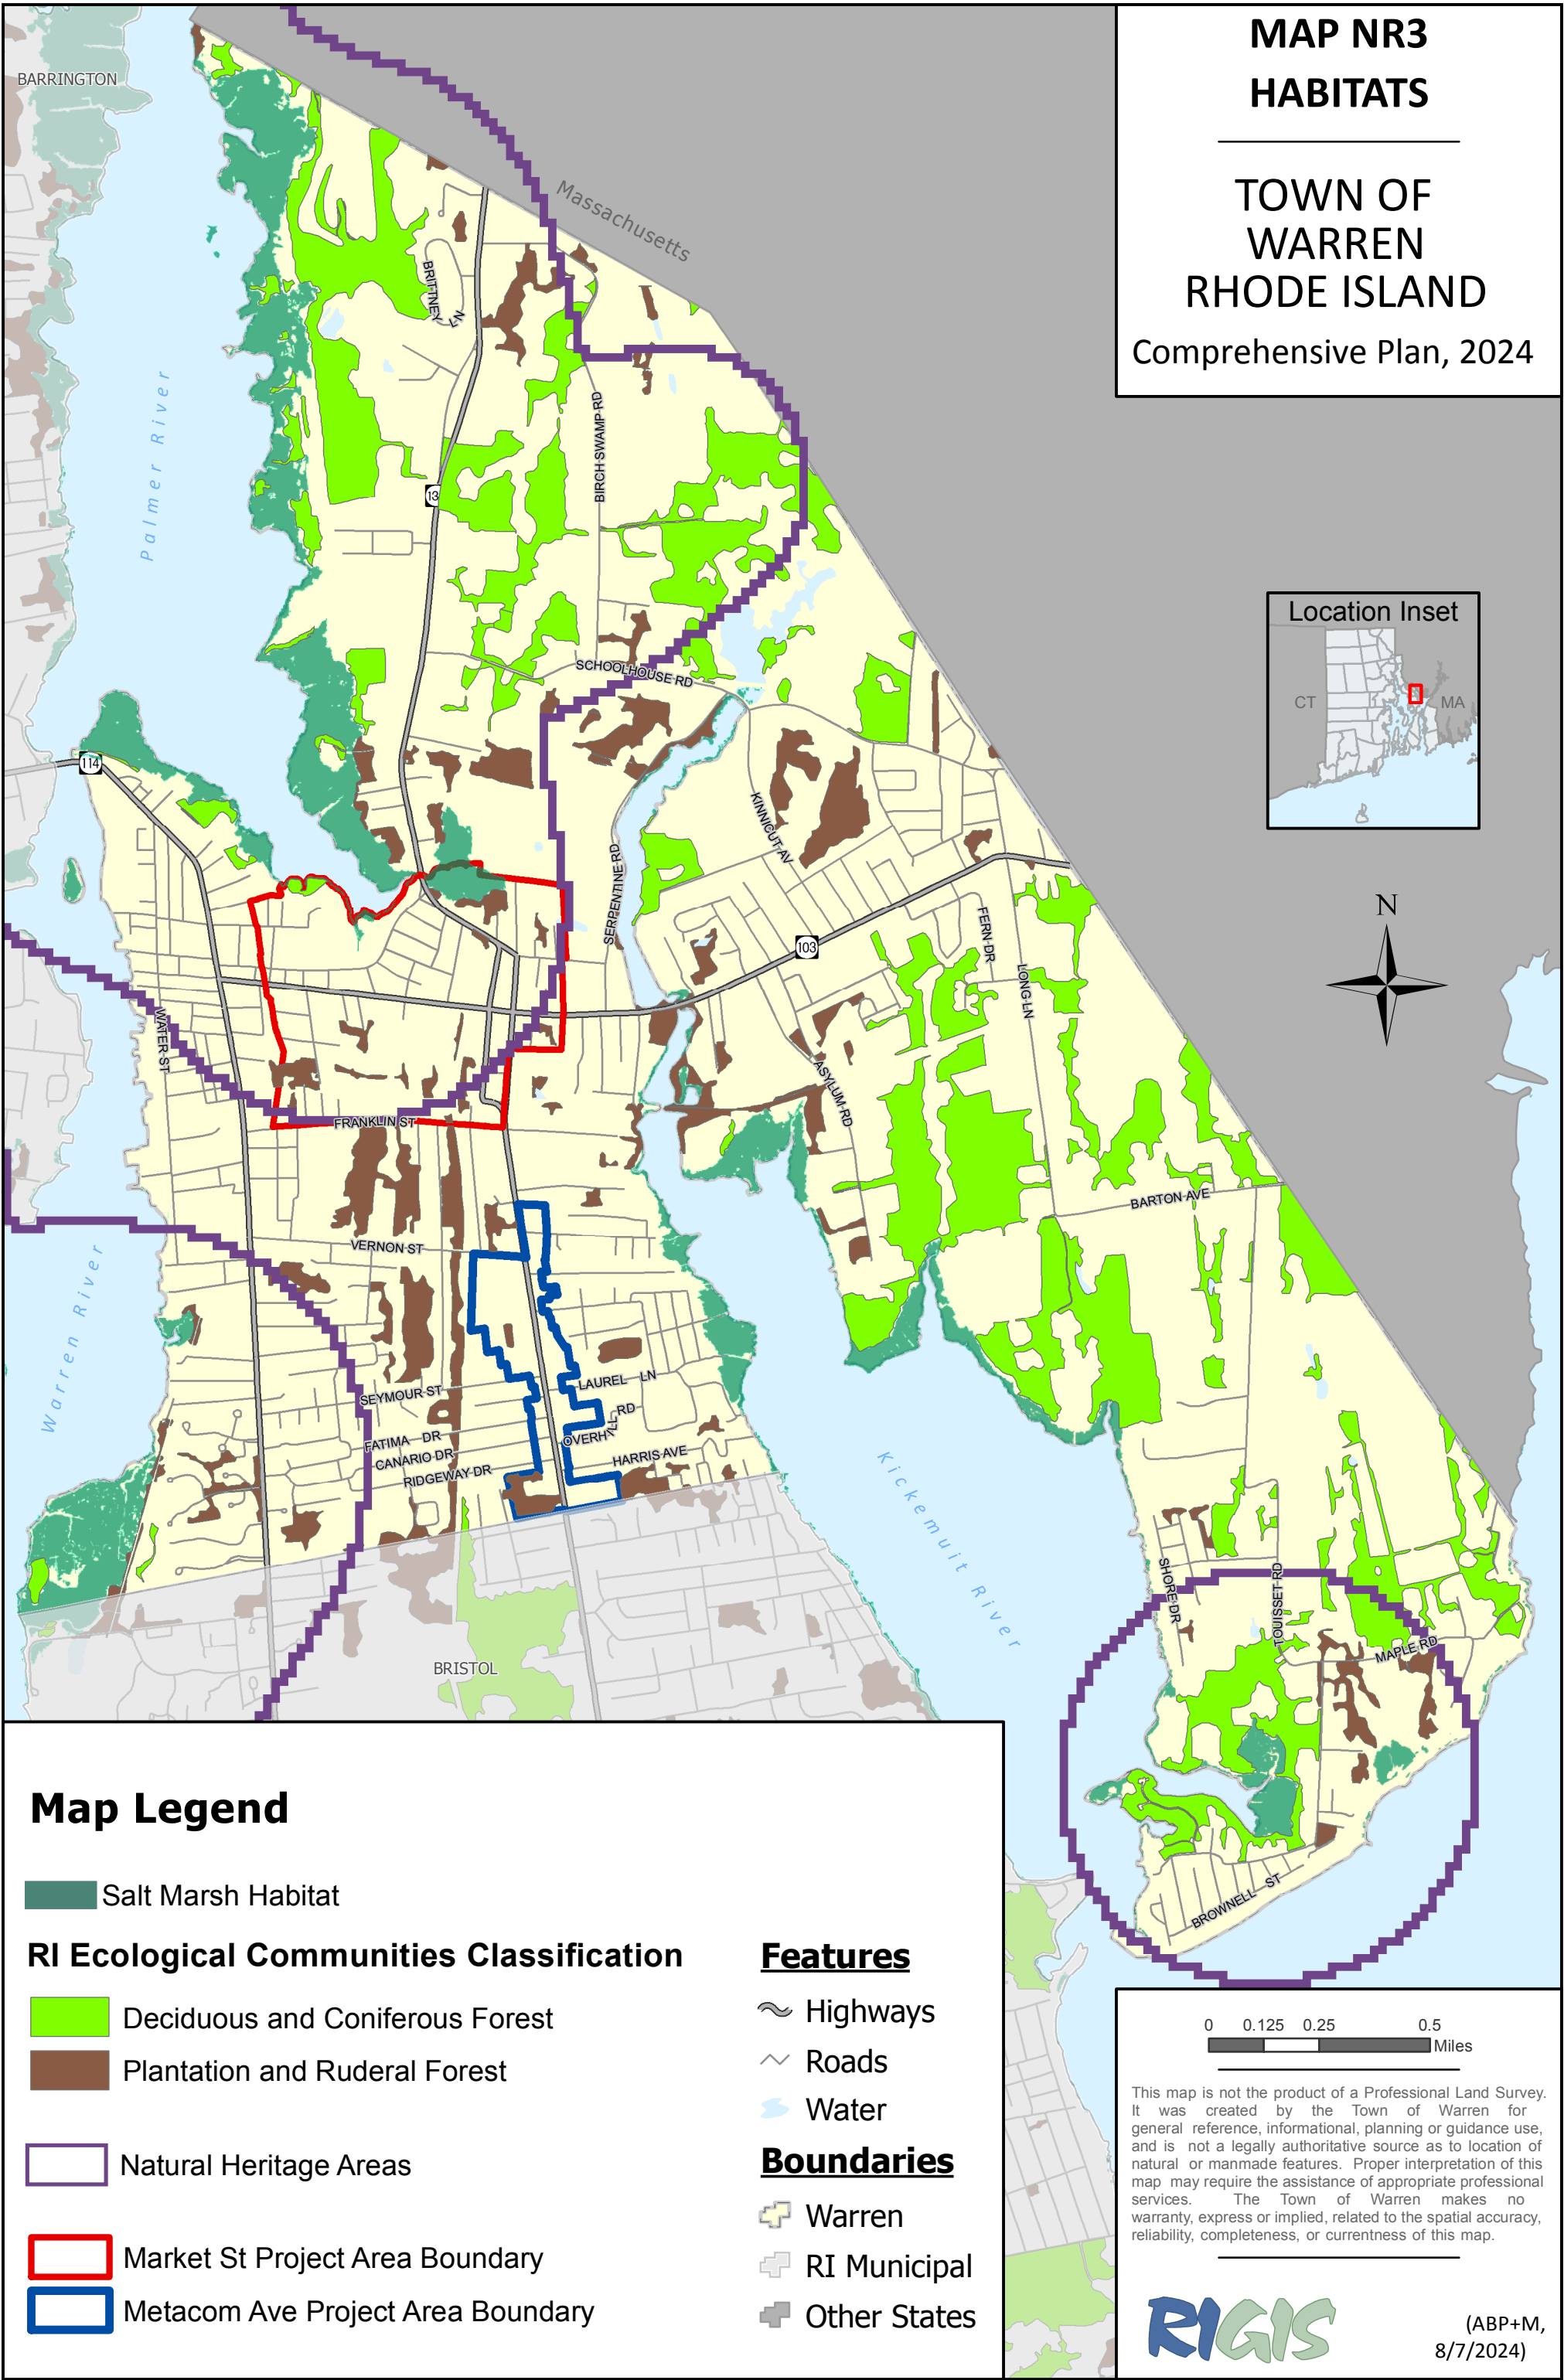 MAP NR3
HABITATS
TOWN OF
WARREN
RHODE ISLAND
Comprehensive Plan, 2024
BARRINGTON
Massachusetts
Palmer River
BRITTNEY LN
13
BIRCH SWAMP RD
SCHOOLHOUSE RD
114
KINNICUT AV
SERPENTINE RD
103
FERN DR
LONG LN
WATER ST
ASYLUM RD
FRANKLIN ST
BARTON AVE
VERNON ST
Warren River
LAUREL LN
SEYMOUR ST
OVERHILL RD
FATIMA DR
CANARIO DR
HARRIS AVE
RIDGEWAY DR
Kickemuit River
SHORE DR
TOUISSET RD
MAPLE RD
BRISTOL
BROWNELL ST
Location Inset
CT
MA
N
Map Legend
Salt Marsh Habitat
RI Ecological Communities Classification
Deciduous and Coniferous Forest
Plantation and Ruderal Forest
Natural Heritage Areas
Market St Project Area Boundary
Metacom Ave Project Area Boundary
Features
Highways
Roads
Water
Boundaries
Warren
RI Municipal
Other States
0 0.125 0.25 0.5
Miles
This map is not the product of a Professional Land Survey.
It was created by the Town of Warren for
general reference, informational, planning or guidance use,
and is not a legally authoritative source as to location of
natural or manmade features. Proper interpretation of this
map may require the assistance of appropriate professional
services. The Town of Warren makes no
warranty, express or implied, related to the spatial accuracy,
reliability, completeness, or currentness of this map.
RIGIS
(ABP+M,
8/7/2024)